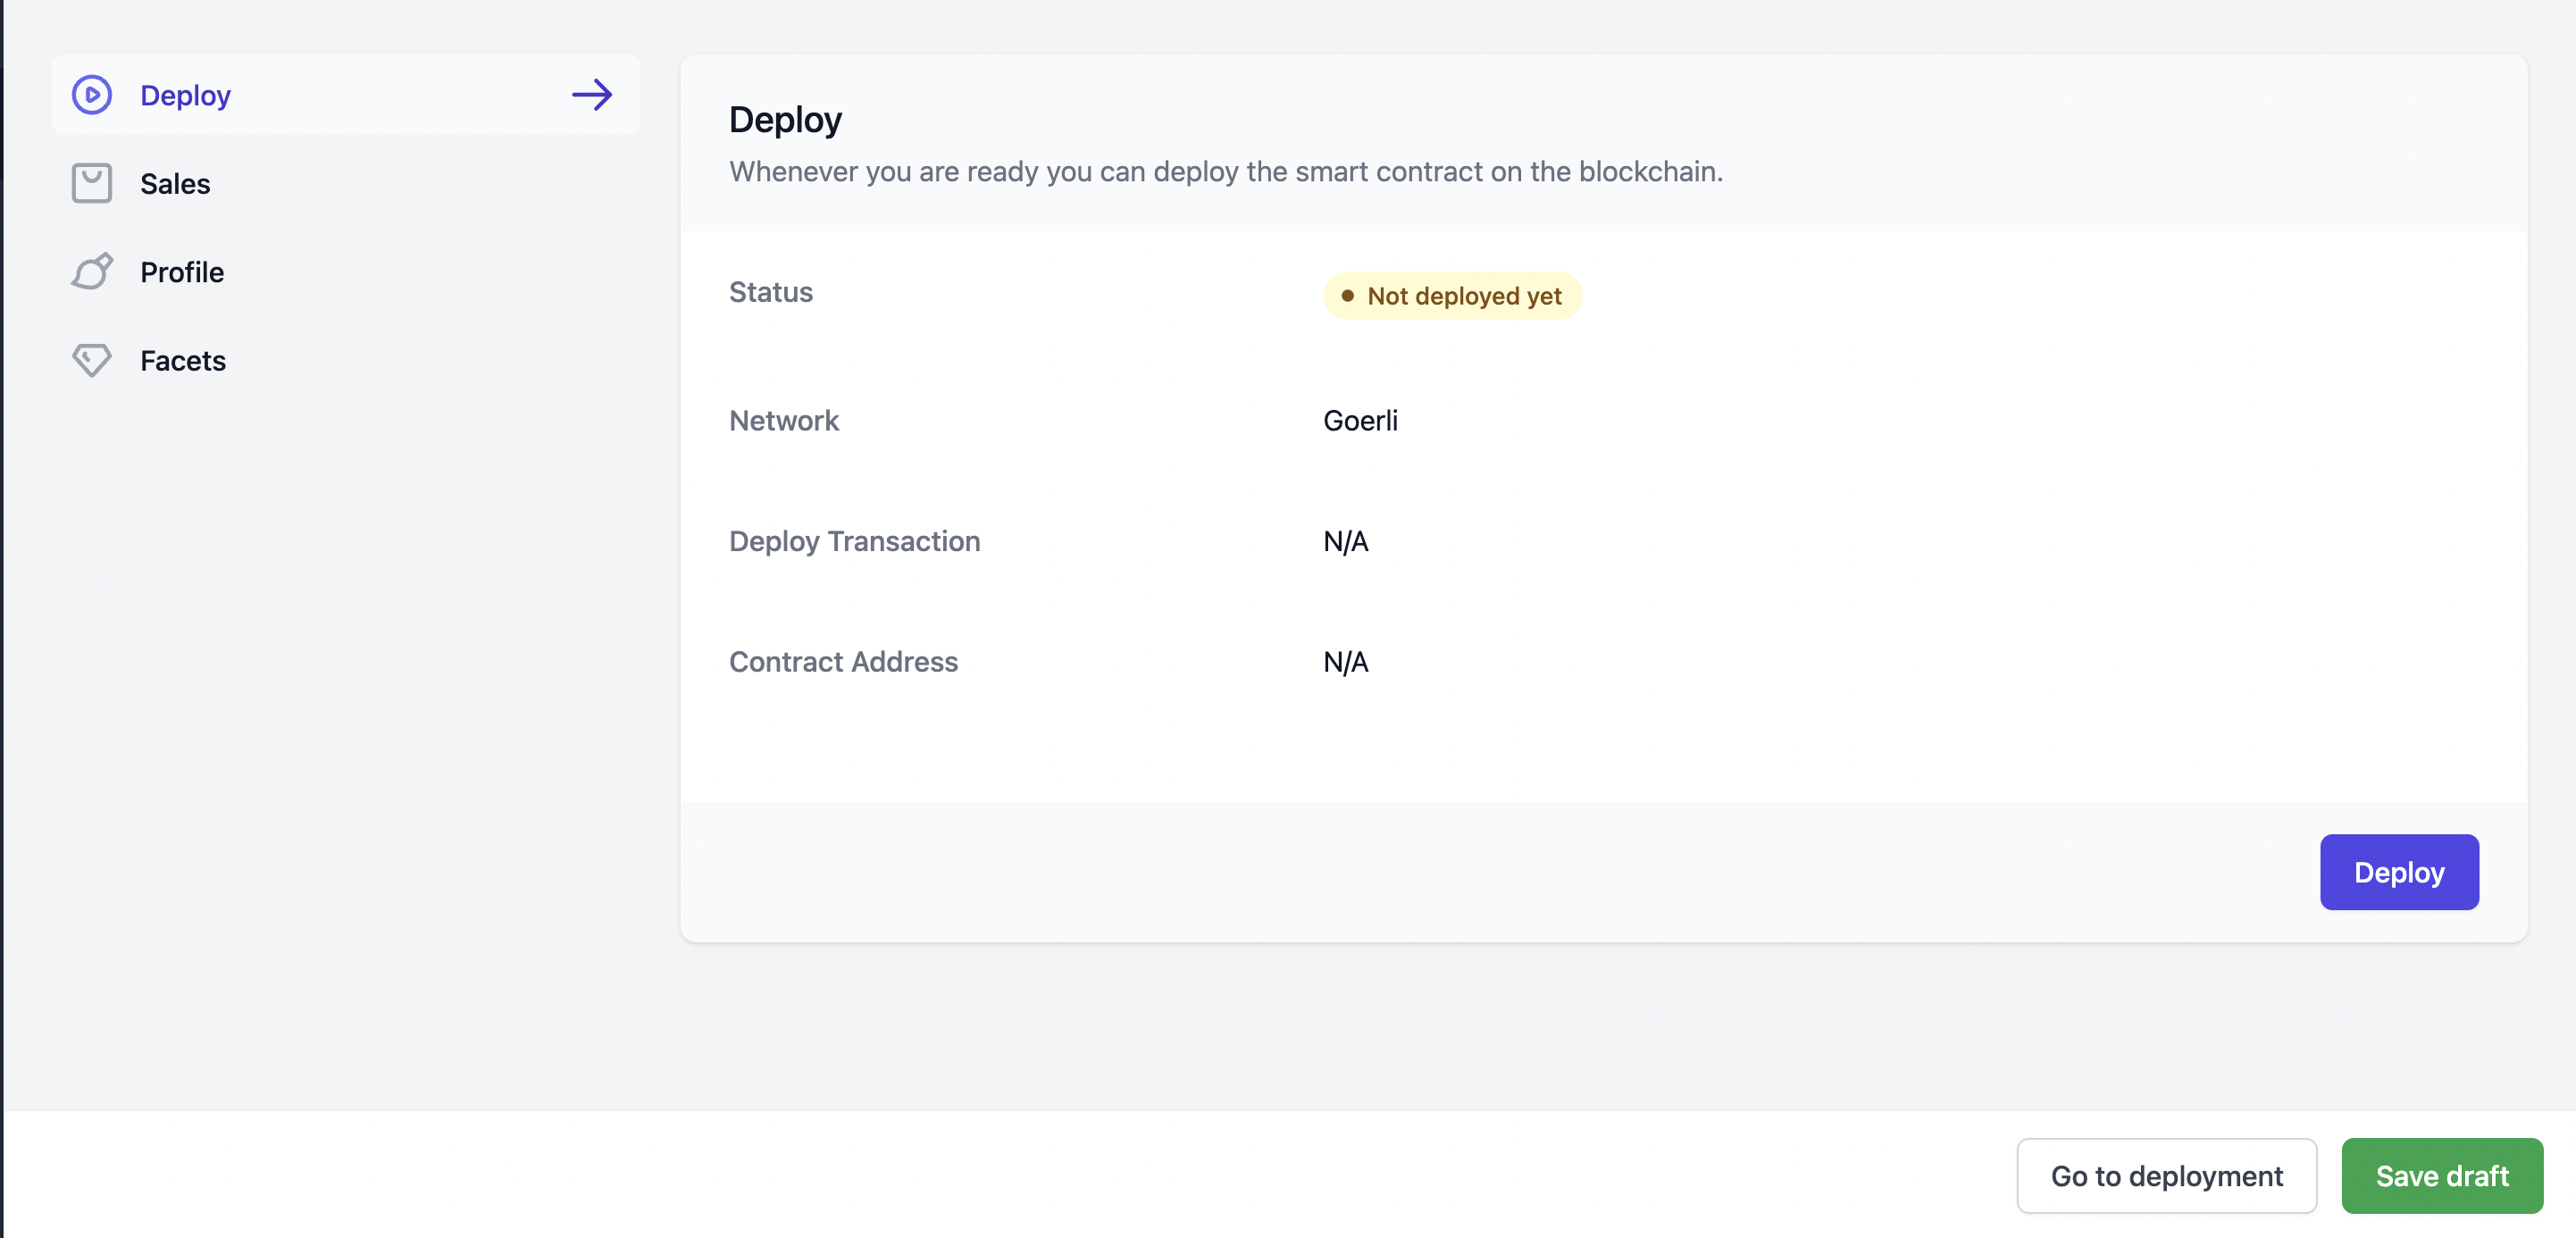 Deploy
Sales
Profile
Facets
Deploy
Whenever you are ready you can deploy the smart contract on the blockchain.
Status Not deployed yet
Network Goerli
Deploy Transaction N/A
Contract Address N/A
Deploy
Go to deployment Save draft